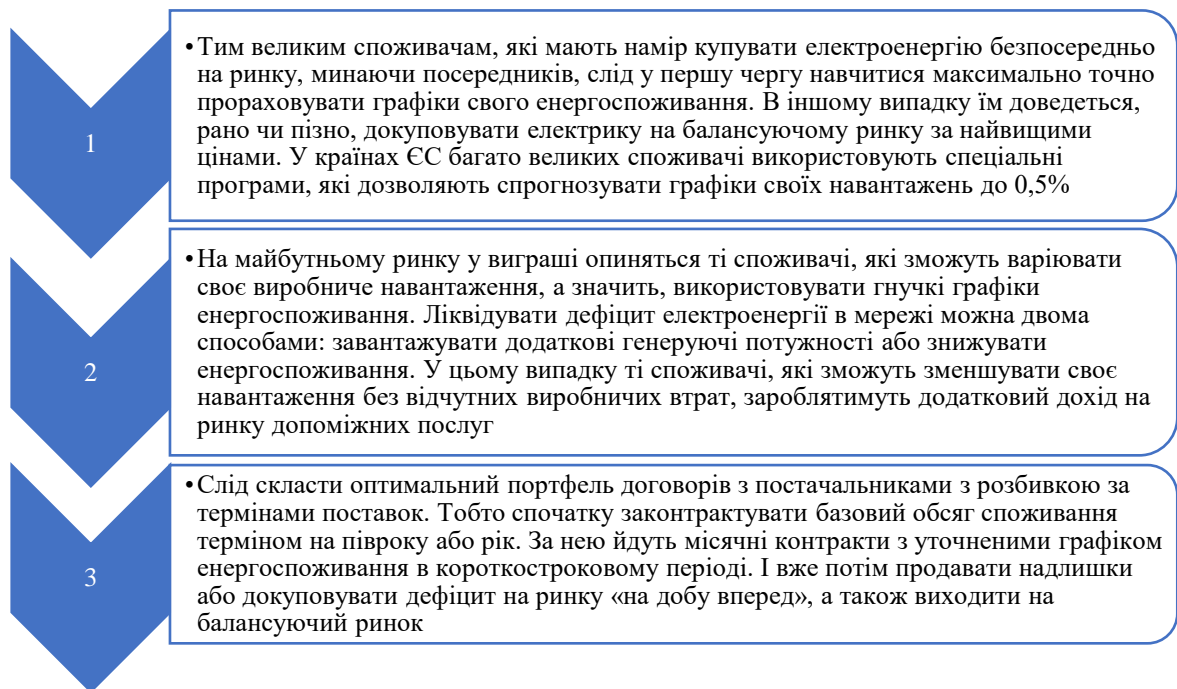 1
•Тим великим споживачам, які мають намір купувати електроенергію безпосередньо
на ринку, минаючи посередників, слід у першу чергу навчитися максимально точно
прораховувати графіки свого енергоспоживання. В іншому випадку їм доведеться,
рано чи пізно, докуповувати електрику на балансуючому ринку за найвищими
цінами. У країнах ЄС багато великих споживачі використовують спеціальні
програми, які дозволяють спрогнозувати графіки своїх навантажень до 0,5%
2
•На майбутньому ринку у виграші опиняться ті споживачі, які зможуть варіювати
своє виробниче навантаження, а значить, використовувати гнучкі графіки
енергоспоживання. Ліквідувати дефіцит електроенергії в мережі можна двома
способами: завантажувати додаткові генеруючі потужності або знижувати
енергоспоживання. У цьому випадку ті споживачі, які зможуть зменшувати своє
навантаження без відчутних виробничих втрат, зароблятимуть додатковий дохід на
ринку допоміжних послуг
3
•Слід скласти оптимальний портфель договорів з постачальниками з розбивкою за
термінами поставок. Тобто спочатку законтрактувати базовий обсяг споживання
терміном на півроку або рік. За нею йдуть місячні контракти з уточненими графіком
енергоспоживання в короткостроковому періоді. І вже потім продавати надлишки
або докуповувати дефіцит на ринку «на добу вперед», а також виходити на
балансуючий ринок